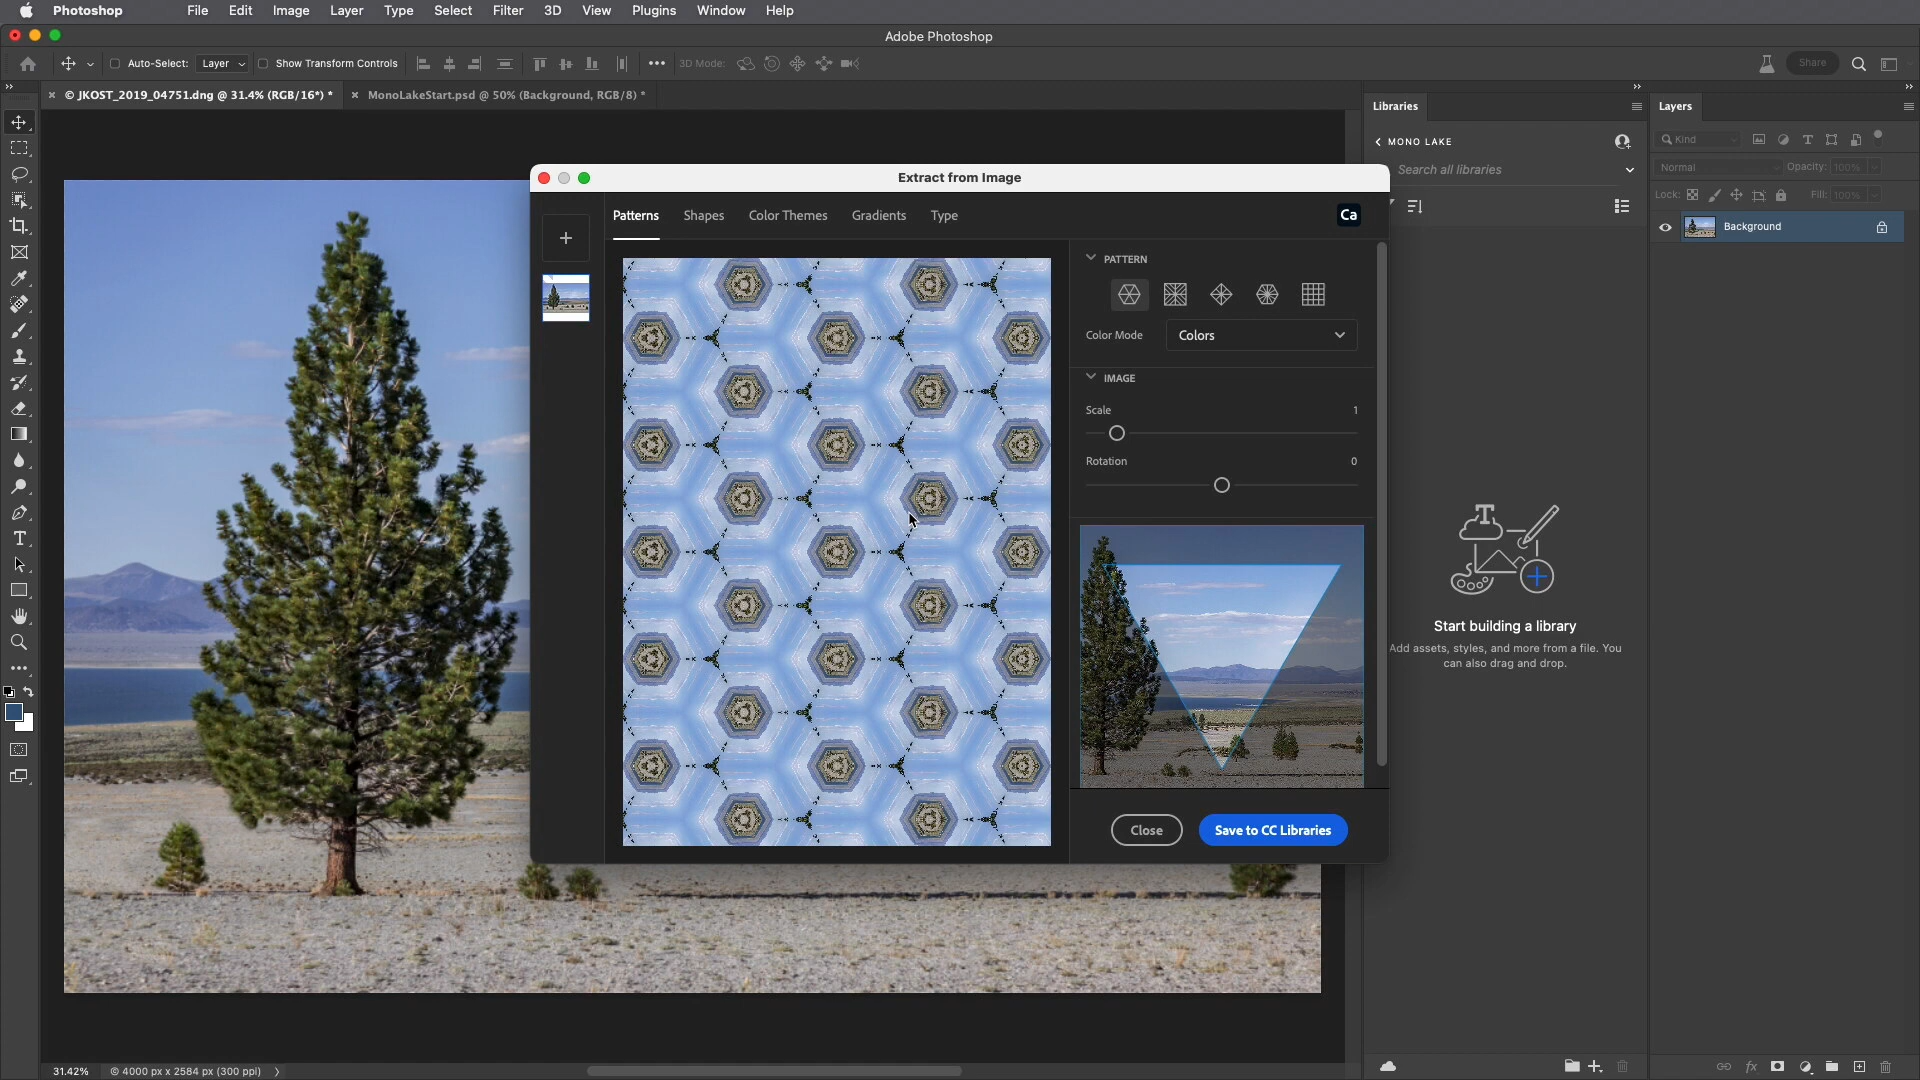 Photoshop File Edit Image Layer Type Select Filter 3D View Plugins Window Help
Adobe Photoshop
Auto-Select: Layer Show Transform Controls 3D Mode: Share
© JKOST_2019_04751.dng @ 31.4% (RGB/16*) * MonoLakeStart.psd @ 50% (Background, RGB/8) *
Extract from Image
Patterns Shapes Color Themes Gradients Type Ca
PATTERN
Color Mode Colors
IMAGE
Scale 1
Rotation 0
Close Save to CC Libraries
Libraries
MONO LAKE
Search all libraries
Start building a library
Add assets, styles, and more from a file. You
can also drag and drop.
Layers
Kind
Normal Opacity: 100%
Lock: Fill: 100%
Background
fx
31.42% © 4000 px x 2584 px (300 ppi)